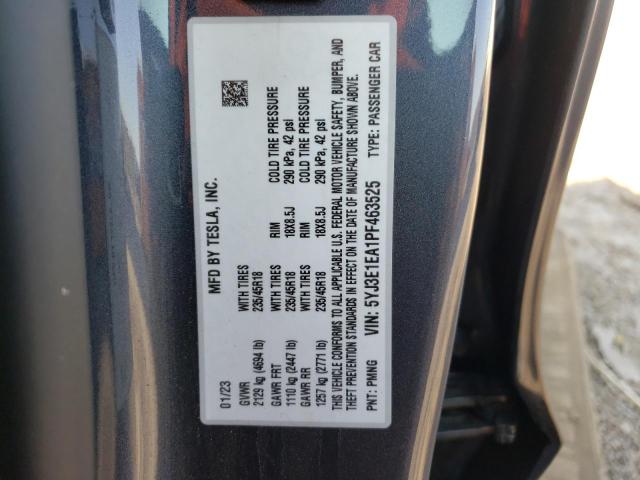 MFD BY TESLA, INC.
01/23
GVWR
2129 kg (4694 lb) WITH TIRES 235/45R18
GAWR FRT WITH TIRES RIM COLD TIRE PRESSURE
1110 kg (2447 lb) 235/45R18 18X8.5J 290 kPa, 42 psi
GAWR RR WITH TIRES RIM COLD TIRE PRESSURE
1257 kg (2771 lb) 235/45R18 18X8.5J 290 kPa, 42 psi
THIS VEHICLE CONFORMS TO ALL APPLICABLE U.S. FEDERAL MOTOR VEHICLE SAFETY, BUMPER, AND
THEFT PREVENTION STANDARDS IN EFFECT ON THE DATE OF MANUFACTURE SHOWN ABOVE.
PNT: PMNG VIN: 5YJ3E1EA1PF463525 TYPE: PASSENGER CAR